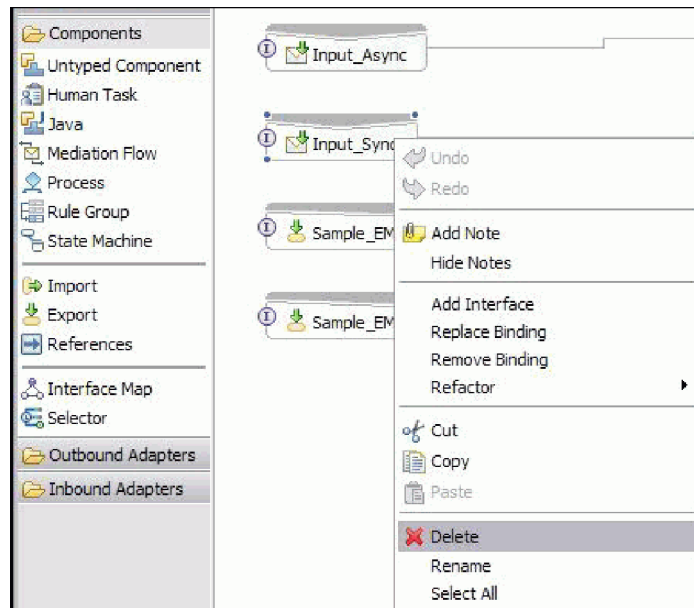 Components
Untyped Component
Human Task
Java
Mediation Flow
Process
Rule Group
State Machine
Import
Export
References
Interface Map
Selector
Outbound Adapters
Inbound Adapters
Input_Async
Input_Sync
Sample_EM
Sample_EM
Undo
Redo
Add Note
Hide Notes
Add Interface
Replace Binding
Remove Binding
Refactor
Cut
Copy
Paste
Delete
Rename
Select All